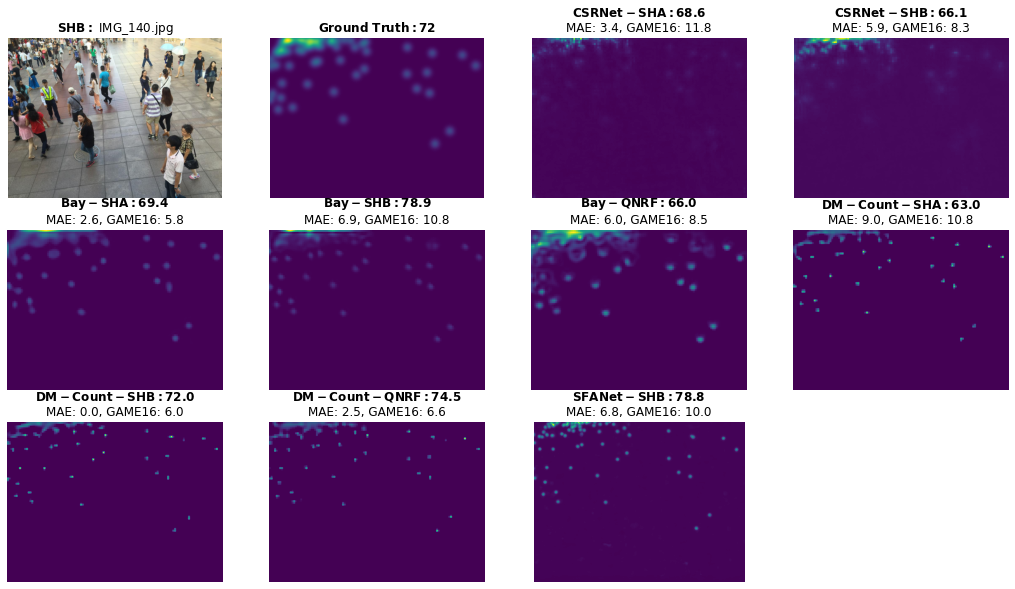 SHB: IMG_140.jpg
Ground Truth: 72
CSRNet−SHA: 68.6
MAE: 3.4, GAME16: 11.8
CSRNet−SHB: 66.1
MAE: 5.9, GAME16: 8.3
Bay−SHA: 69.4
MAE: 2.6, GAME16: 5.8
Bay−SHB: 78.9
MAE: 6.9, GAME16: 10.8
Bay−QNRF: 66.0
MAE: 6.0, GAME16: 8.5
DM−Count−SHA: 63.0
MAE: 9.0, GAME16: 10.8
DM−Count−SHB: 72.0
MAE: 0.0, GAME16: 6.0
DM−Count−QNRF: 74.5
MAE: 2.5, GAME16: 6.6
SFANet−SHB: 78.8
MAE: 6.8, GAME16: 10.0